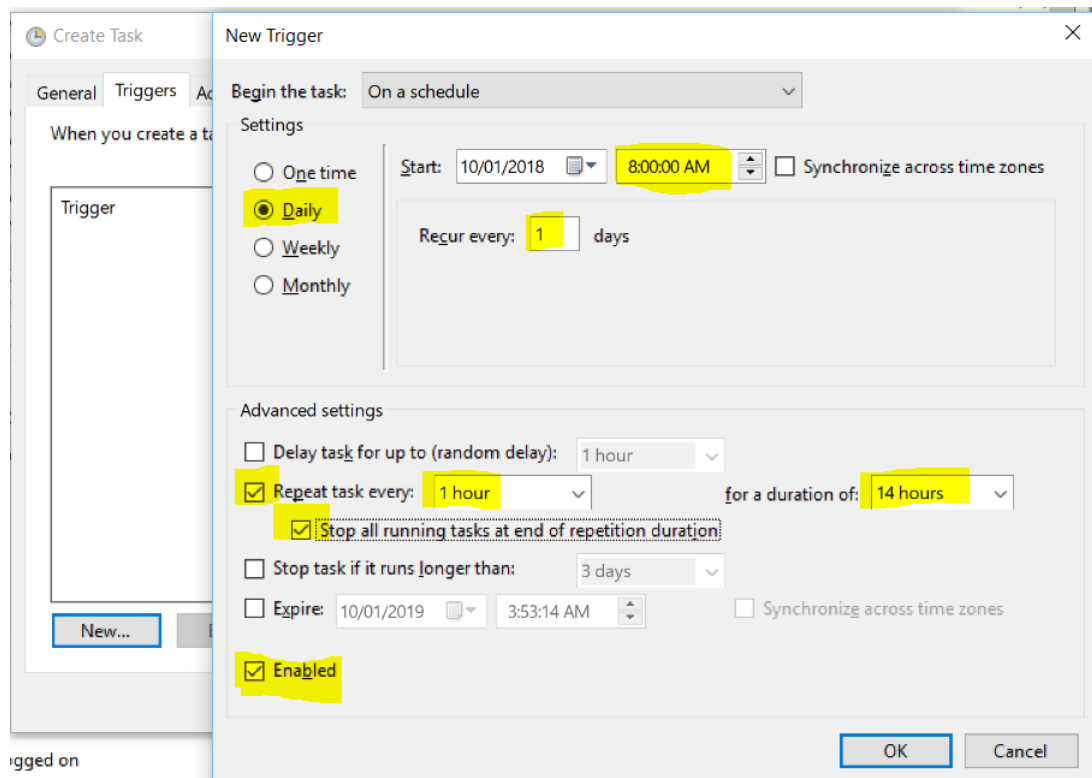 Create Task
New Trigger
General Triggers Ac
Begin the task: On a schedule
When you create a ta
Settings
One time
Start: 10/01/2018 8:00:00 AM Synchronize across time zones
Trigger
Daily
Recur every: 1 days
Weekly
Monthly
Advanced settings
Delay task for up to (random delay): 1 hour
Repeat task every: 1 hour for a duration of: 14 hours
Stop all running tasks at end of repetition duration
Stop task if it runs longer than: 3 days
Expire: 10/01/2019 3:53:14 AM Synchronize across time zones
New...
Enabled
OK Cancel
ogged on